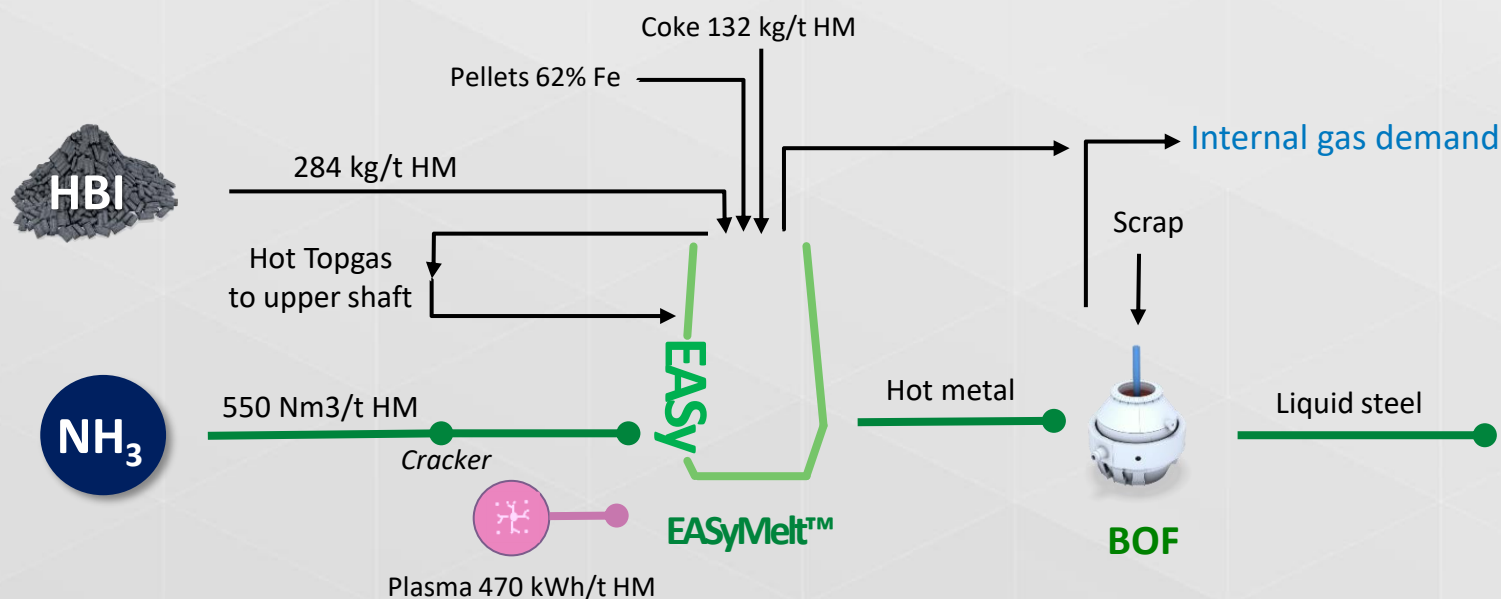 Coke 132 kg/t HM
Pellets 62% Fe
Internal gas demand
HBI
284 kg/t HM
Scrap
Hot Topgas
to upper shaft
EASy
NH₃
550 Nm3/t HM
Cracker
Hot metal
Liquid steel
EASyMelt™
BOF
Plasma 470 kWh/t HM